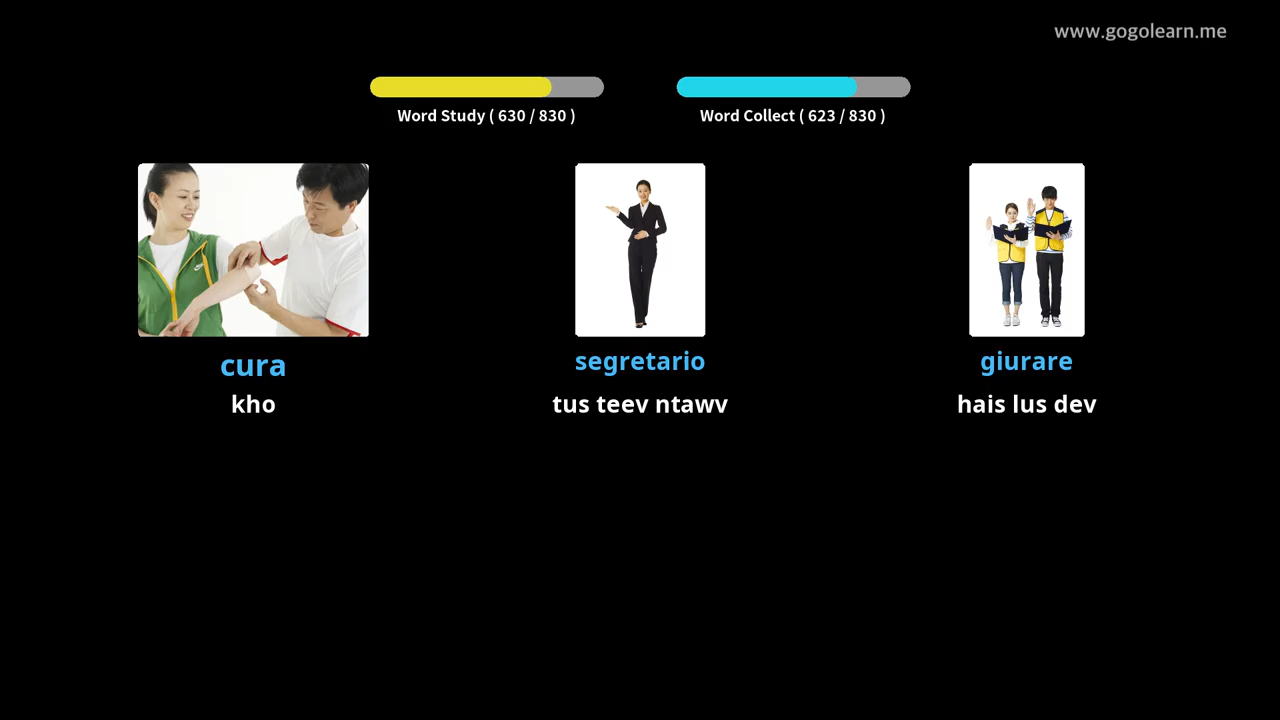 www.gogolearn.me
Word Study ( 630 / 830 )
Word Collect ( 623 / 830 )
cura
kho
segretario
tus teev ntawv
giurare
hais lus dev